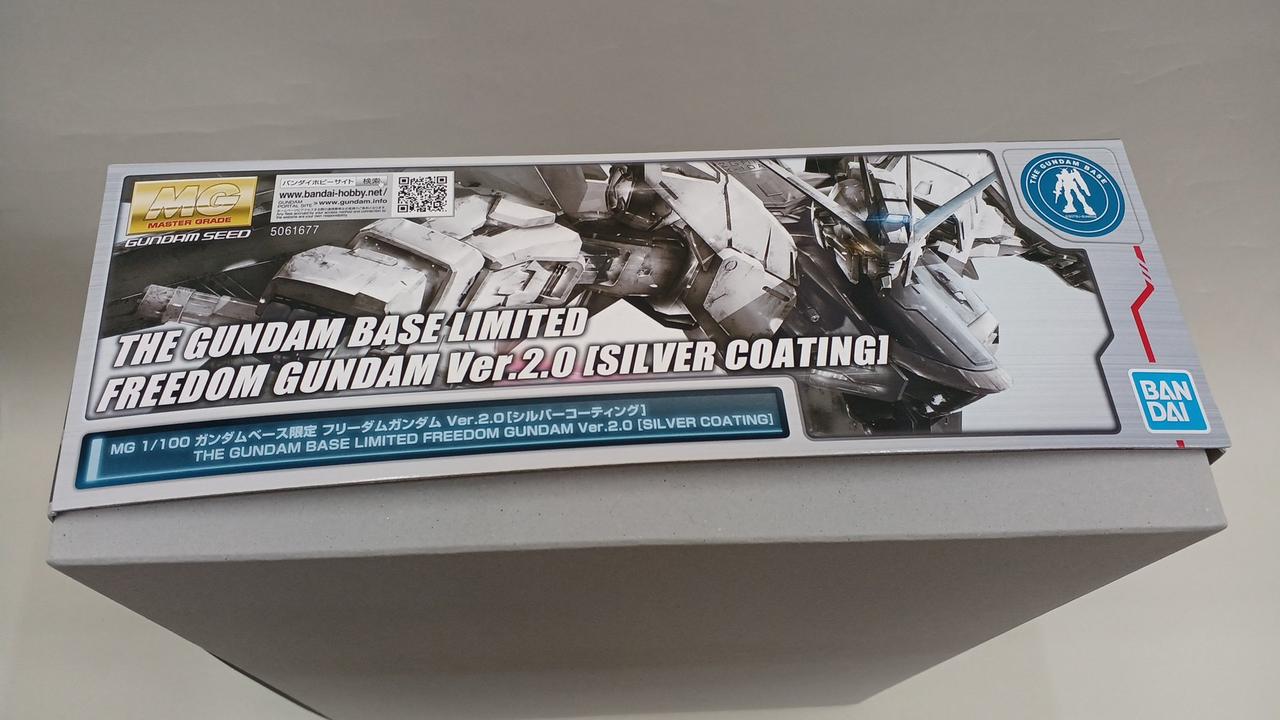 MG
MASTER GRADE
GUNDAM SEED
バンダイホビーサイト 検索
www.bandai-hobby.net/
GUNDAM PORTAL SITE > www.gundam.info
5061677
THE GUNDAM BASE
THE GUNDAM BASE LIMITED
FREEDOM GUNDAM Ver.2.0 [SILVER COATING]
MG 1/100 ガンダムベース限定 フリーダムガンダム Ver.2.0 [シルバーコーティング]
THE GUNDAM BASE LIMITED FREEDOM GUNDAM Ver.2.0 [SILVER COATING]
BAN
DAI